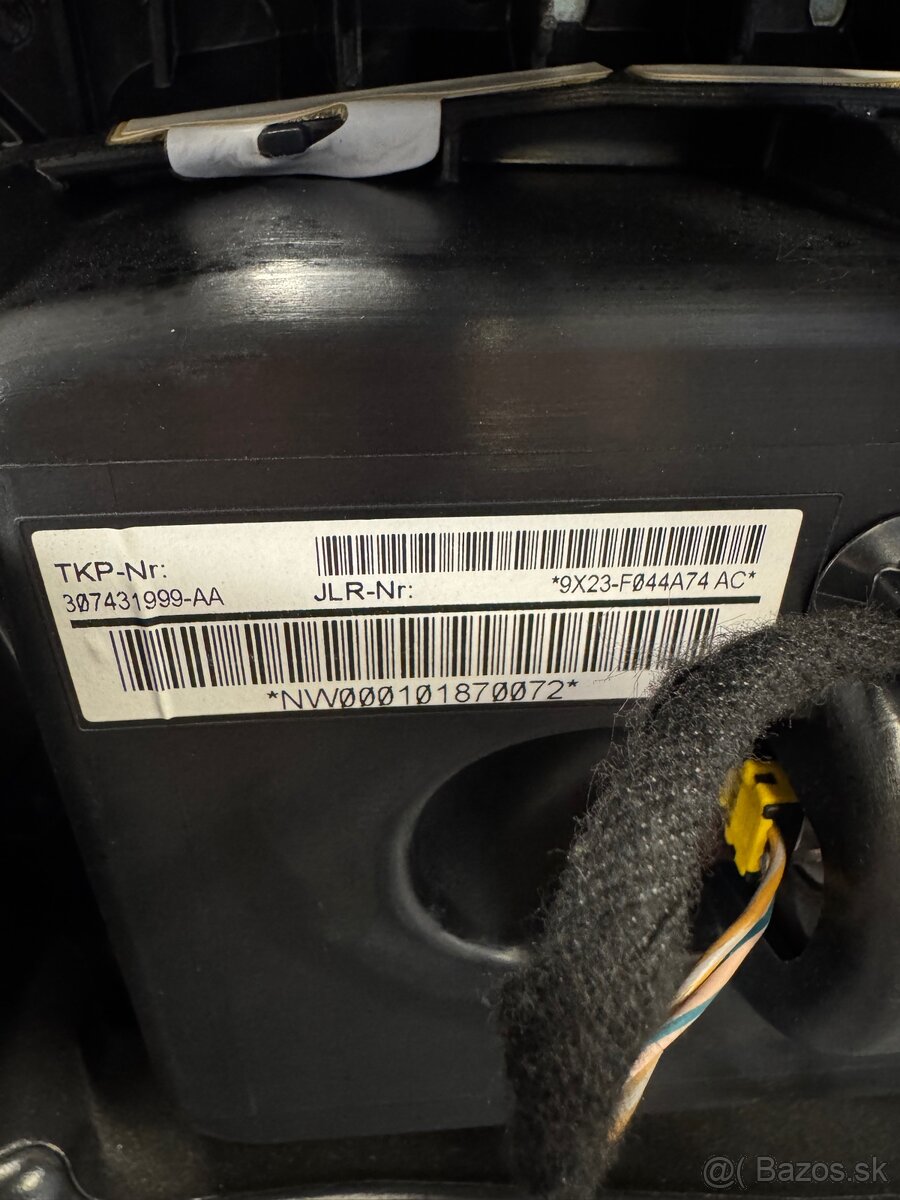 TKP-Nr:
307431999-AA
JLR-Nr:
*9X23-F044A74 AC*
*NW000101870072*
@( Bazos.sk